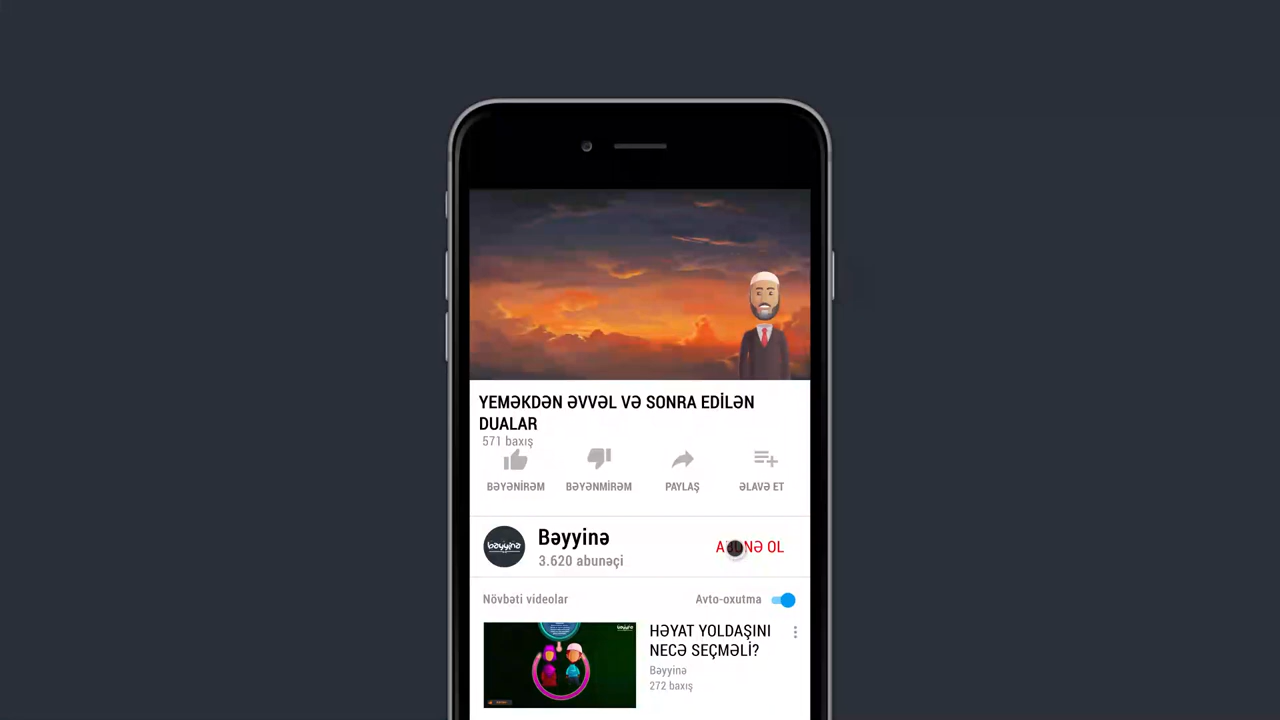 YEMƏKDƏN ƏVVƏL VƏ SONRA EDİLƏN
DUALAR
571 baxış
BƏYƏNİRƏM BƏYƏNMİRƏM PAYLAŞ ƏLAVƏ ET
bəyyinə
Bəyyinə
3.620 abunəçi
ABUNƏ OL
Növbəti videolar
Avto-oxutma
HƏYAT YOLDAŞINI
NECƏ SEÇMƏLİ?
Bəyyinə
272 baxış